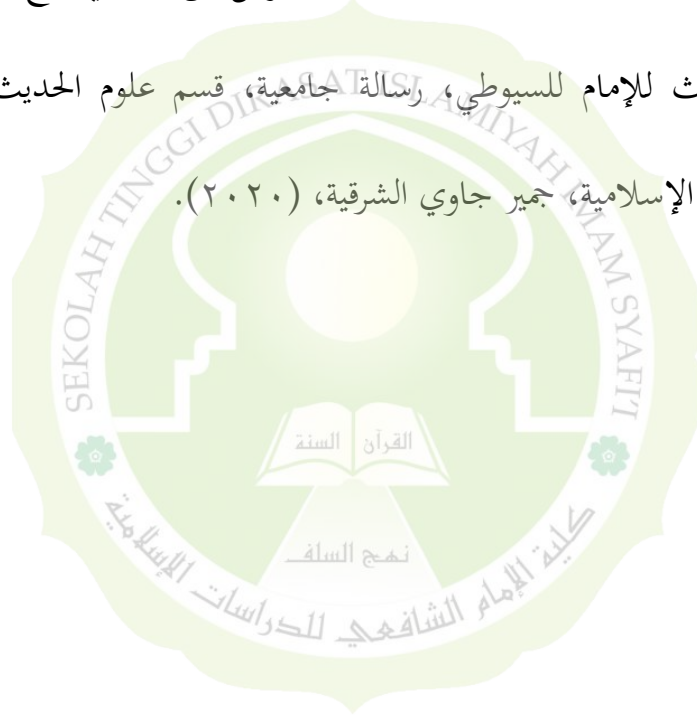 ث للإمام للسيوطي، رسالة جامعية، قسم علوم الحديث
الإسلامية، جمبر جاوي الشرقية، (٢٠٢٠).
SEKOLAH TINGGI DIRASAT ISLAMIYAH IMAM SYAFI'I
القرآن السنة
نهج السلف
كلية الإمام الشافعي للدراسات الإسلامية